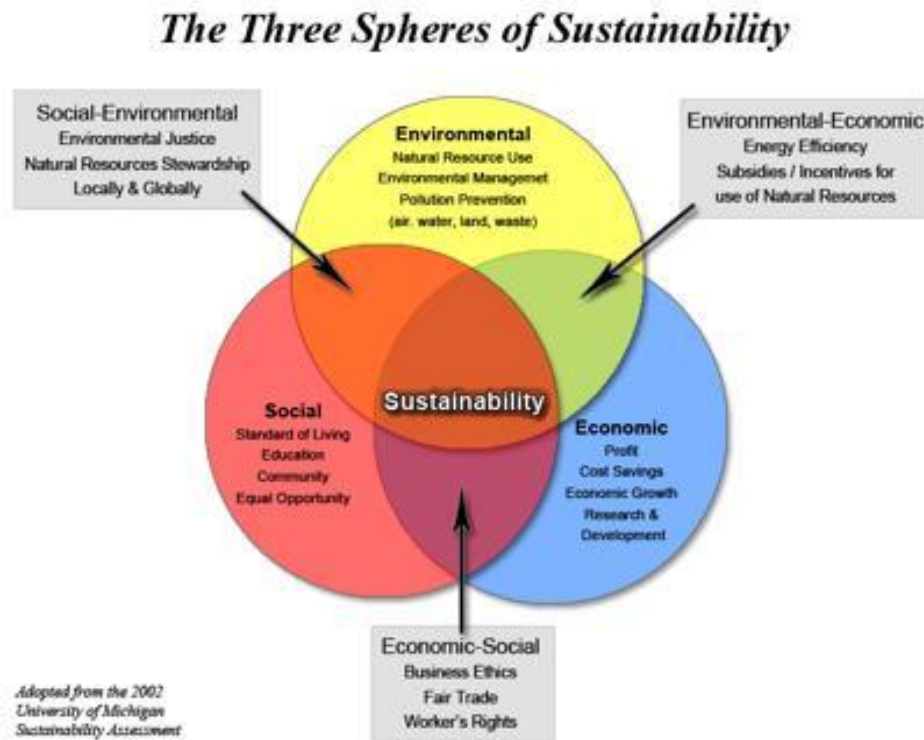 The Three Spheres of Sustainability
Social-Environmental
Environmental Justice
Natural Resources Stewardship
Locally & Globally
Environmental
Natural Resource Use
Environmental Managemet
Pollution Prevention
(air. water, land, waste)
Environmental-Economic
Energy Efficiency
Subsidies / Incentives for
use of Natural Resources
Sustainability
Social
Standard of Living
Education
Community
Equal Opportunity
Economic
Profit
Cost Savings
Economic Growth
Research &
Development
Economic-Social
Business Ethics
Fair Trade
Worker's Rights
Adopted from the 2002
University of Michigan
Sustainability Assessment